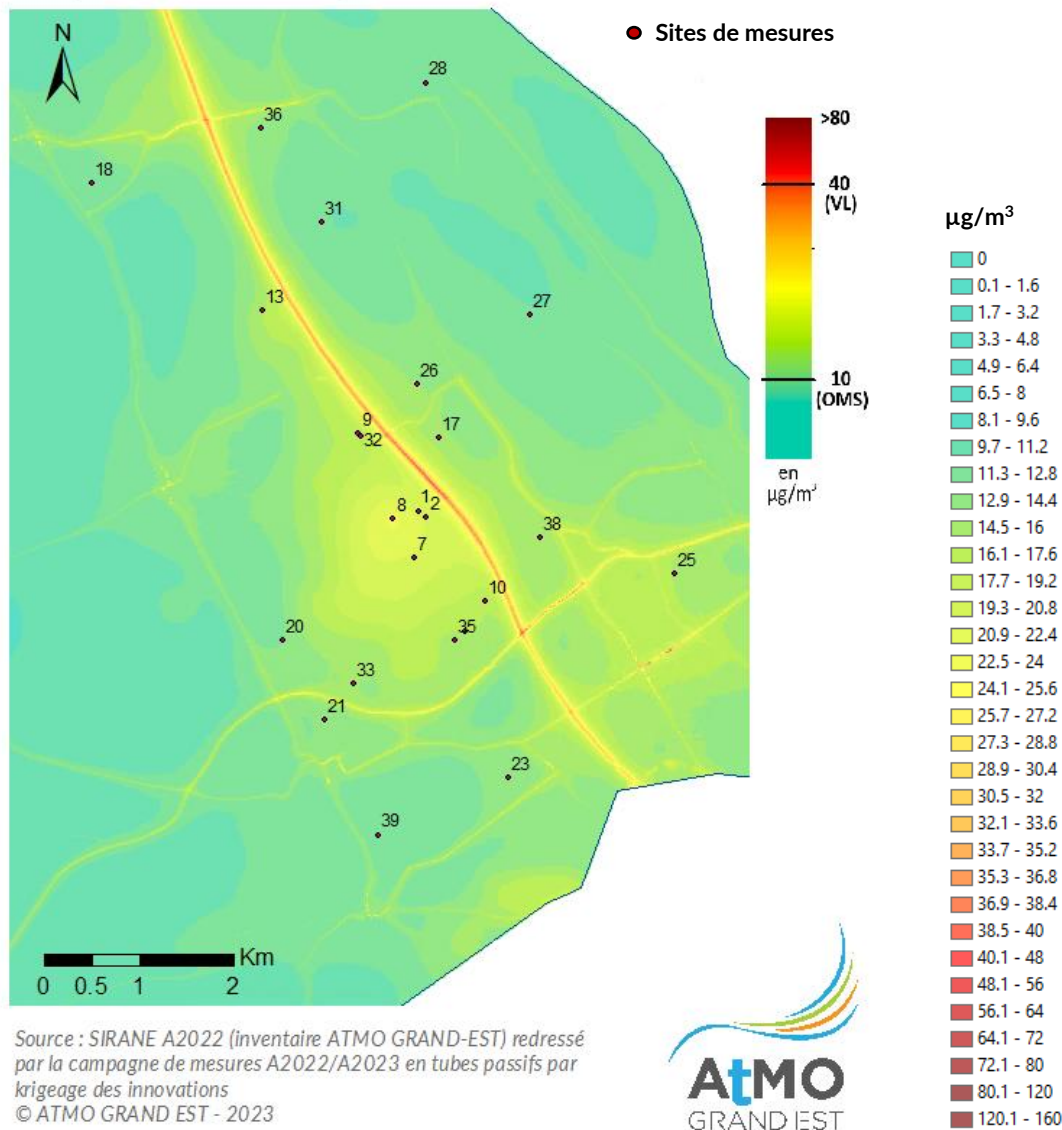 N
Sites de mesures
28
36
18
31
13
27
26
9
32
17
1
2
8
7
38
25
10
35
20
33
21
23
39
Km
0 0.5 1 2
>80
40
(VL)
10
(OMS)
en
µg/m³
µg/m³
0
0.1 - 1.6
1.7 - 3.2
3.3 - 4.8
4.9 - 6.4
6.5 - 8
8.1 - 9.6
9.7 - 11.2
11.3 - 12.8
12.9 - 14.4
14.5 - 16
16.1 - 17.6
17.7 - 19.2
19.3 - 20.8
20.9 - 22.4
22.5 - 24
24.1 - 25.6
25.7 - 27.2
27.3 - 28.8
28.9 - 30.4
30.5 - 32
32.1 - 33.6
33.7 - 35.2
35.3 - 36.8
36.9 - 38.4
38.5 - 40
40.1 - 48
48.1 - 56
56.1 - 64
64.1 - 72
72.1 - 80
80.1 - 120
120.1 - 160
Source : SIRANE A2022 (inventaire ATMO GRAND-EST) redressé
par la campagne de mesures A2022/A2023 en tubes passifs par
krigeage des innovations
© ATMO GRAND EST - 2023
AtMO
GRAND EST